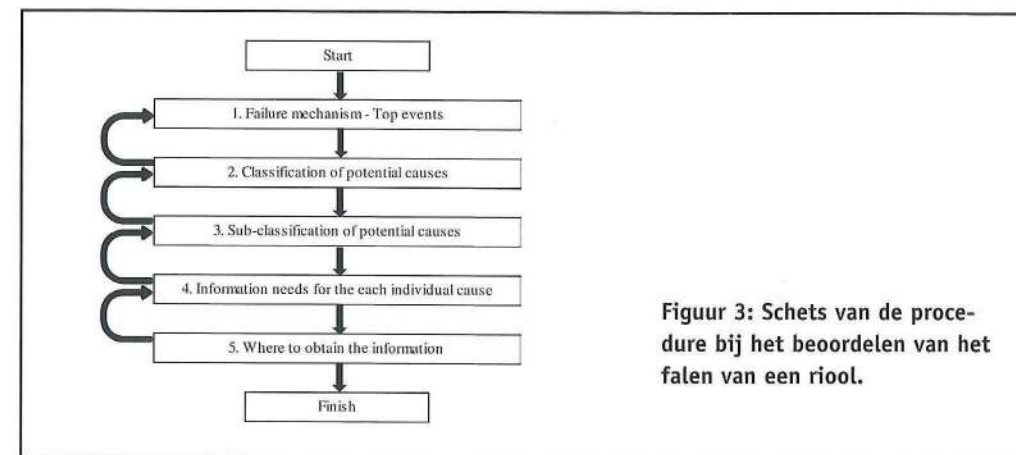 Start
1. Failure mechanism - Top events
2. Classification of potential causes
3. Sub-classification of potential causes
4. Information needs for the each individual cause
5. Where to obtain the information
Finish
Figuur 3: Schets van de proce-
dure bij het beoordelen van het
falen van een riool.